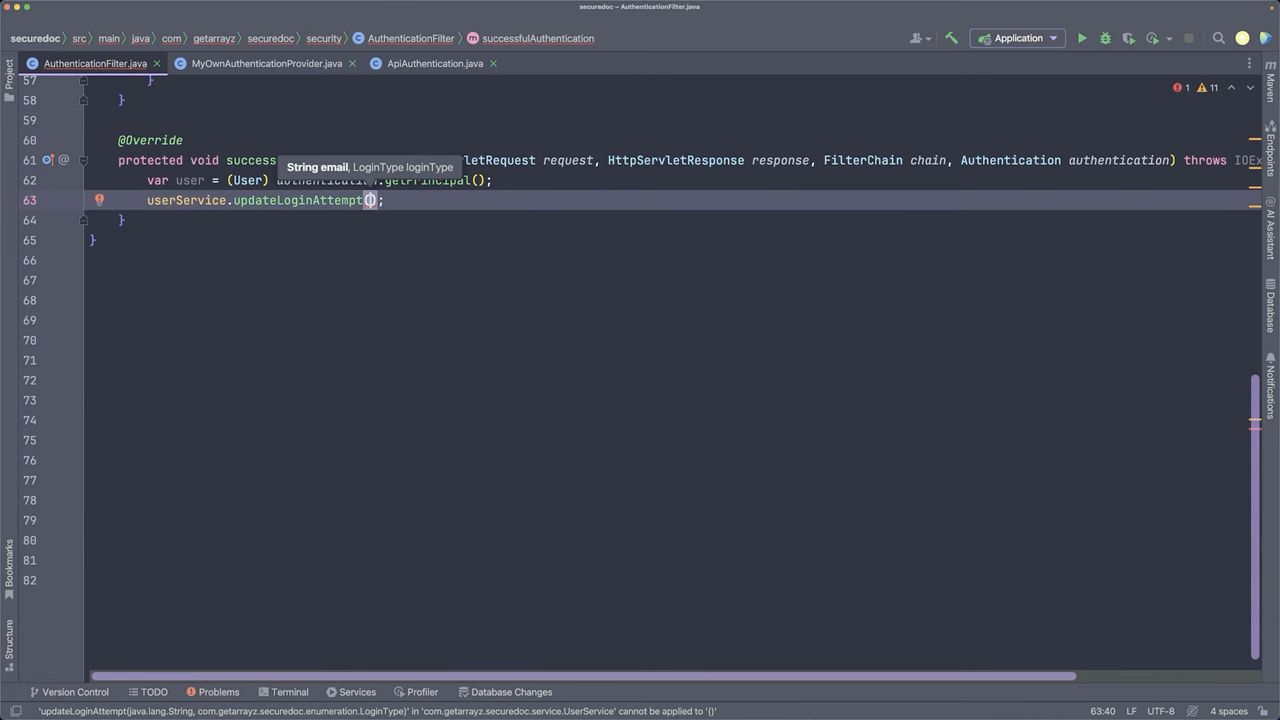 securedoc – AuthenticationFilter.java
securedoc src main java com getarrayz securedoc security AuthenticationFilter successfulAuthentication Application
AuthenticationFilter.java MyOwnAuthenticationProvider.java ApiAuthentication.java
1 11
57 }
58 }
59
60 @Override
61 protected void success letRequest request, HttpServletResponse response, FilterChain chain, Authentication authentication) throws IOEx
String email, LoginType loginType
62 var user = (User) authentication.getPrincipal();
63 userService.updateLoginAttempt();
64 }
65 }
66
67
68
69
70
71
72
73
74
75
76
77
78
79
80
81
82
Project
Bookmarks
Structure
Maven
Endpoints
AI Assistant
Database
Notifications
Version Control TODO Problems Terminal Services Profiler Database Changes
'updateLoginAttempt(java.lang.String, com.getarrayz.securedoc.enumeration.LoginType)' in 'com.getarrayz.securedoc.service.UserService' cannot be applied to '()' 63:40 LF UTF-8 4 spaces